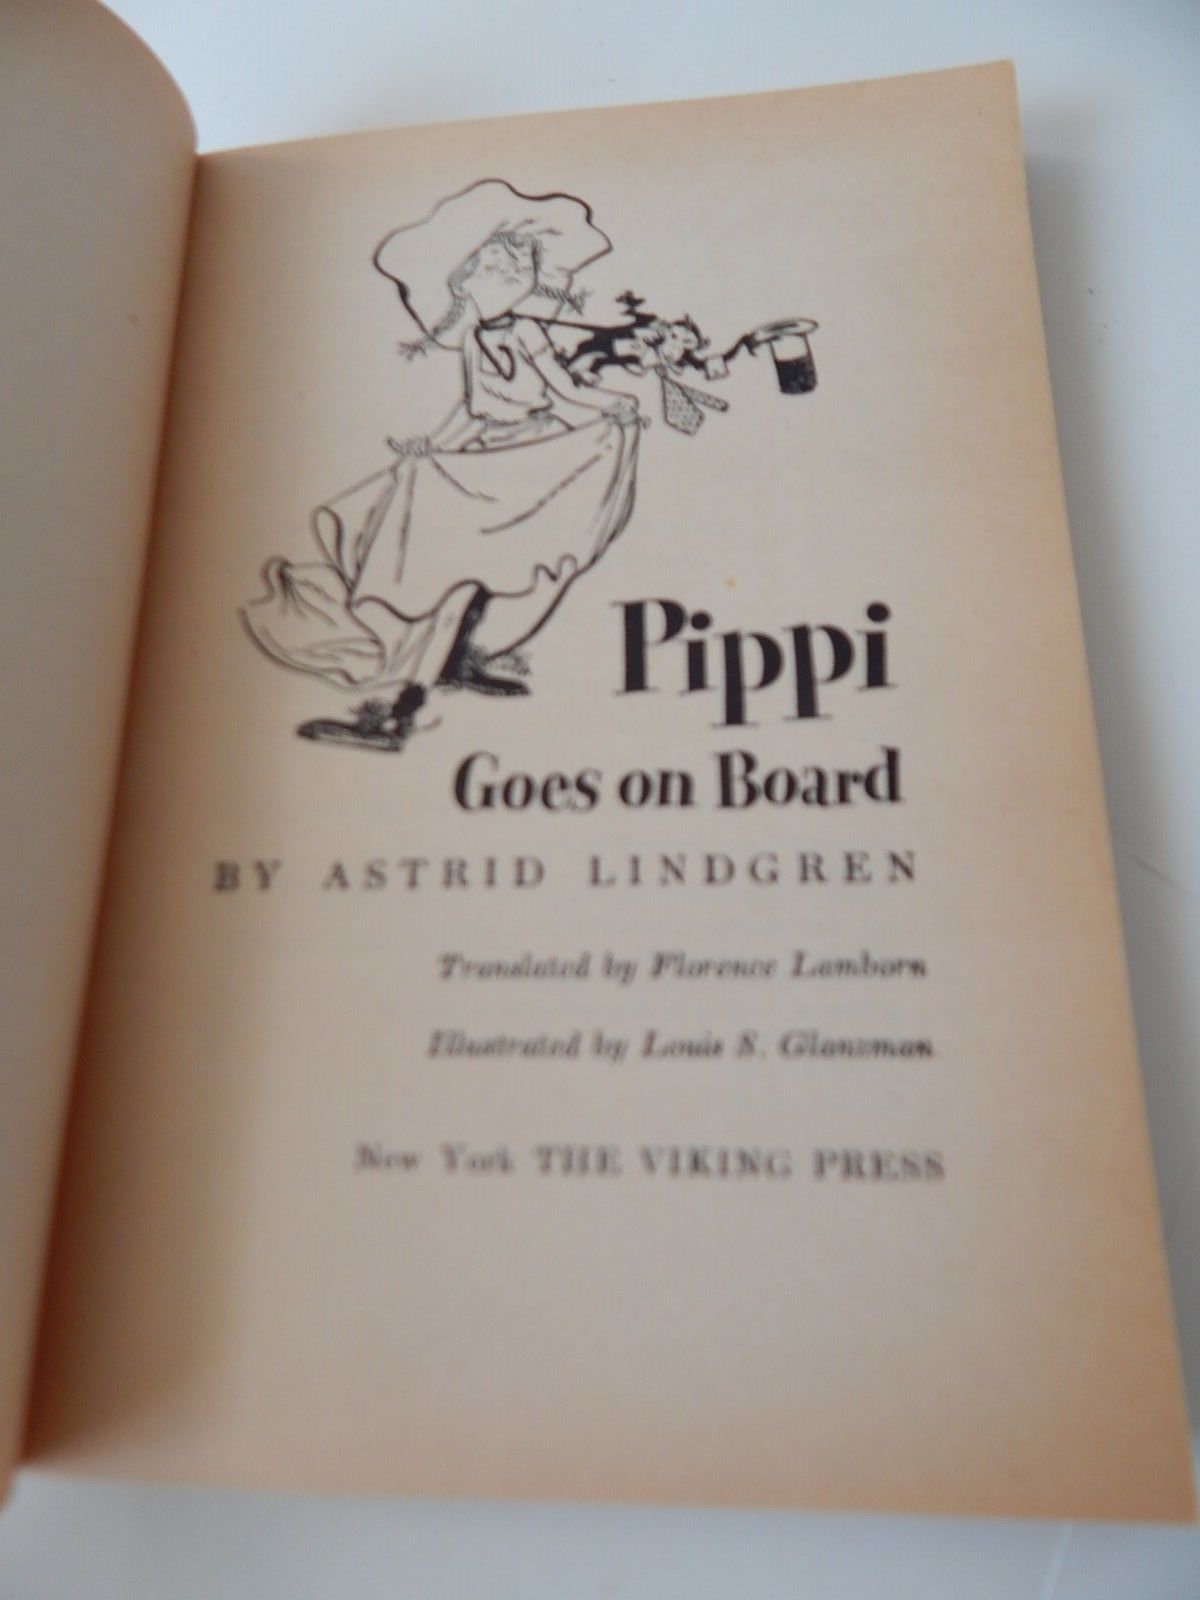 Pippi
Goes on Board
BY ASTRID LINDGREN
Translated by Florence Lamborn
Illustrated by Louis S. Glanzman
New York THE VIKING PRESS